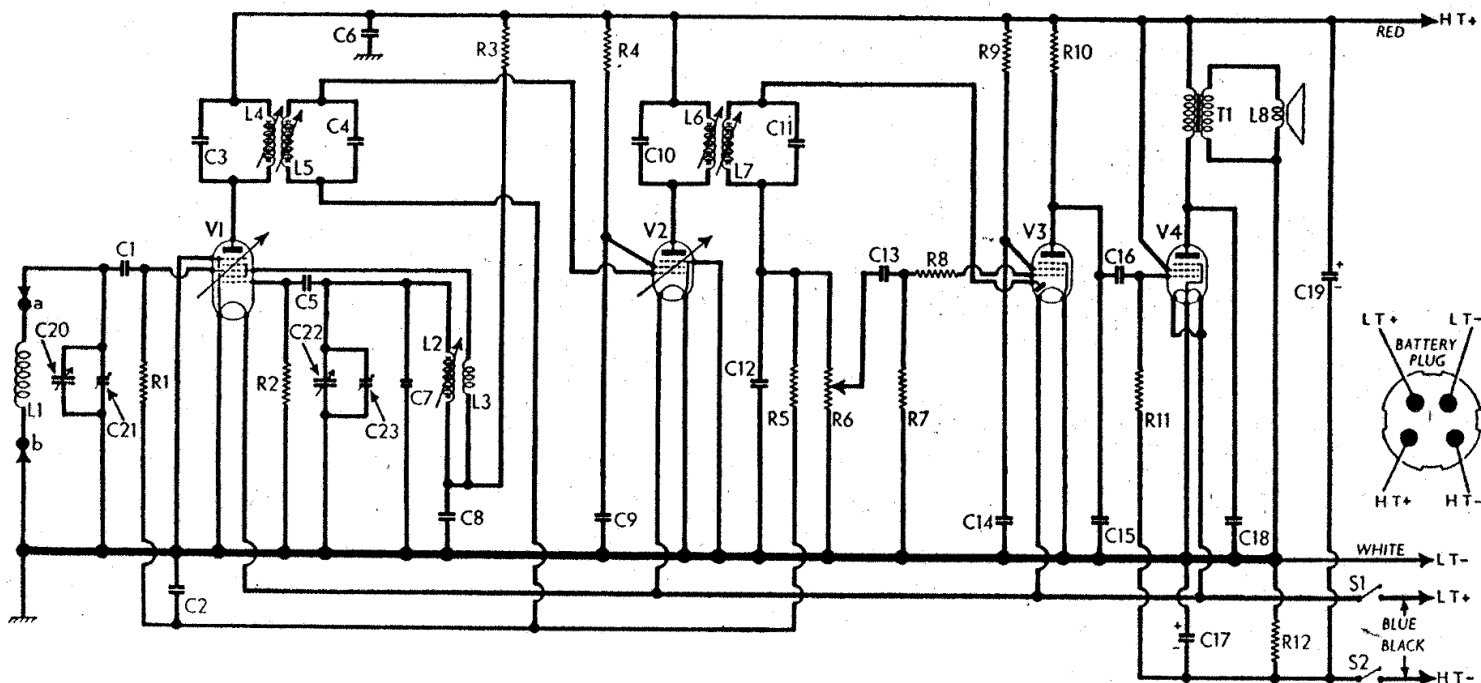 HT+
RED
C6
R3
R4
R9
R10
L4
C4
C3
L5
L6
C11
C10
L7
T1
L8
V1
V2
V3
V4
C1
C5
C13
R8
C16
C19
+
-
a
C20
C22
L2
LT+
LT-
BATTERY
PLUG
L1
R1
R2
C7
L3
C12
R5
R6
R7
R11
C21
C23
b
HT+
HT-
C8
C9
C14
C15
C18
WHITE
LT-
C2
S1
LT+
+
-
C17
R12
BLUE
BLACK
S2
HT-